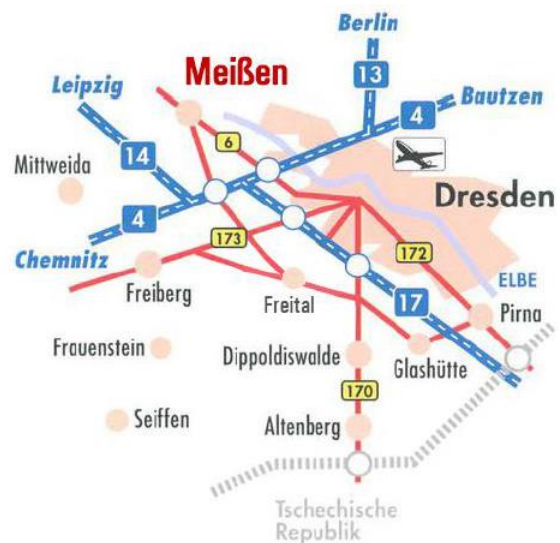 Berlin
13
Meißen
Leipzig
4
Bautzen
6
14
Mittweida
Dresden
4
173
172
Chemnitz
ELBE
Freiberg
Freital
17
Pirna
Frauenstein
Dippoldiswalde
Glashütte
170
Seiffen
Altenberg
Tschechische
Republik